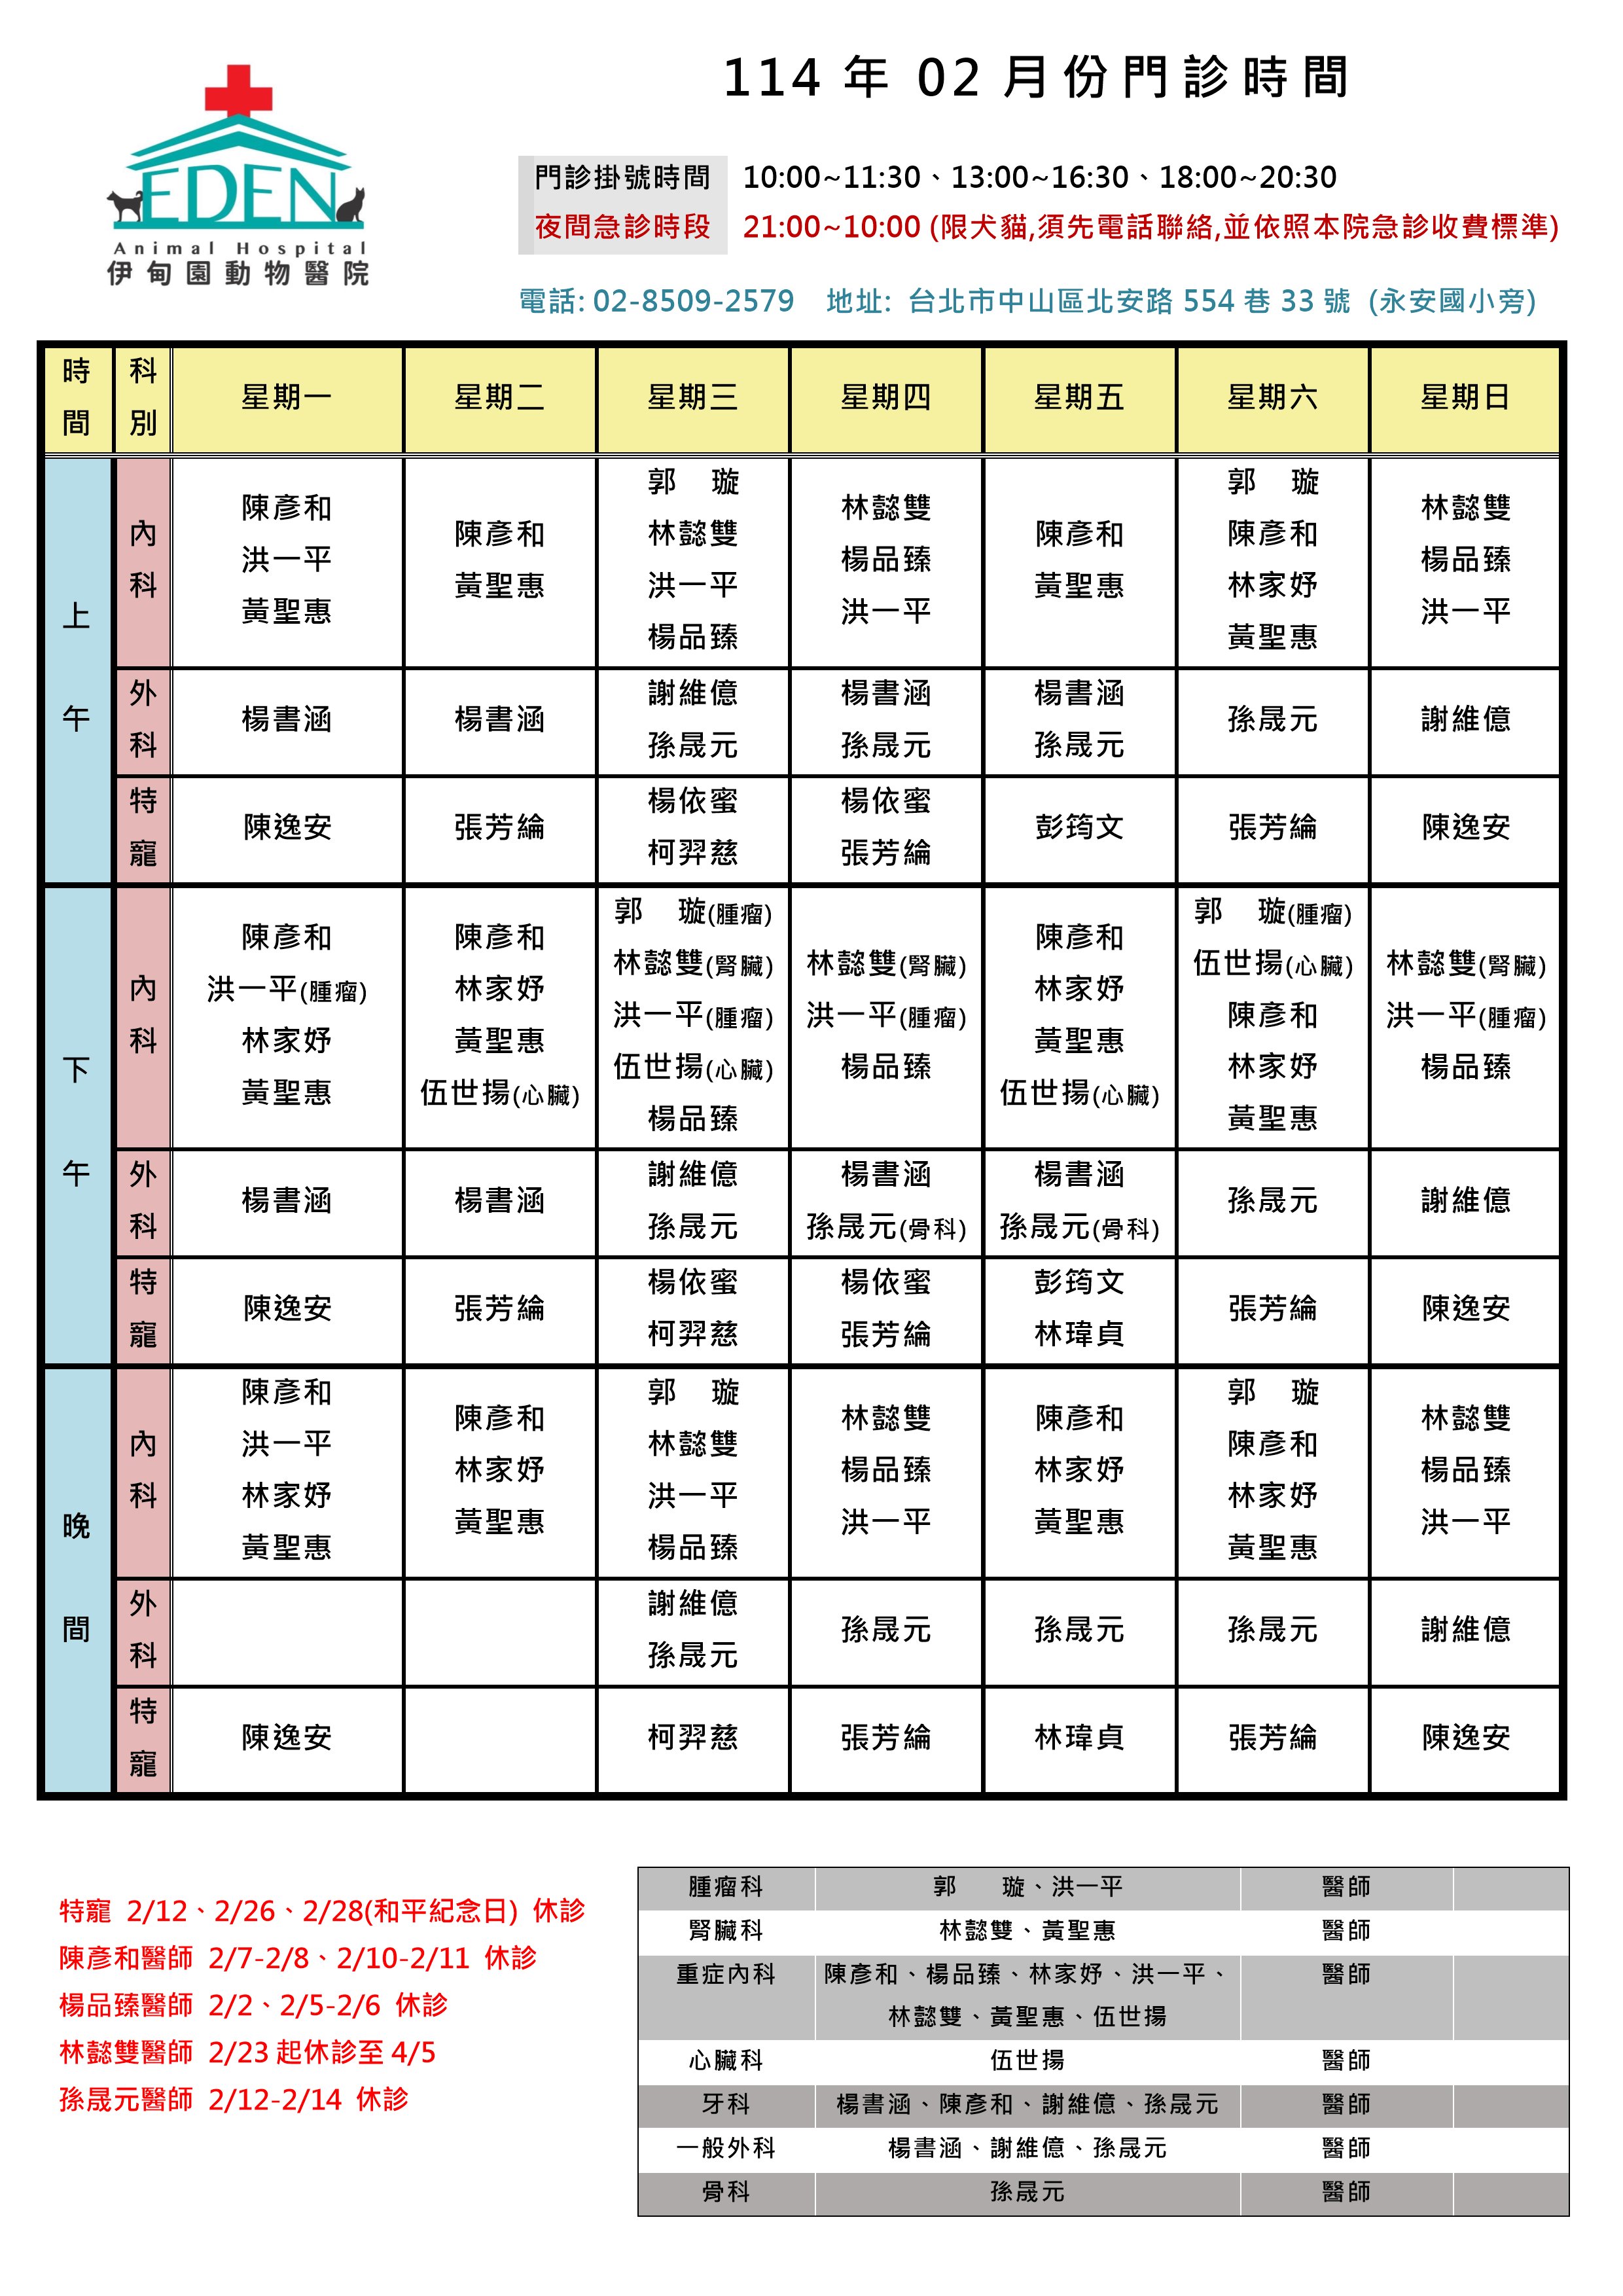 114 年 02 月份門診時間
EDEN
Animal Hospital
伊甸園動物醫院
門診掛號時間 10:00~11:30、13:00~16:30、18:00~20:30
夜間急診時段 21:00~10:00 (限犬貓,須先電話聯絡,並依照本院急診收費標準)
電話: 02-8509-2579 地址: 台北市中山區北安路 554 巷 33 號 (永安國小旁)
時間 科別 星期一 星期二 星期三 星期四 星期五 星期六 星期日
上午
內科
陳彥和
洪一平
黃聖惠
陳彥和
黃聖惠
郭 璇
林懿雙
洪一平
楊品臻
林懿雙
楊品臻
洪一平
陳彥和
黃聖惠
郭 璇
陳彥和
林家妤
黃聖惠
林懿雙
楊品臻
洪一平
外科
楊書涵
楊書涵
謝維億
孫晟元
楊書涵
孫晟元
楊書涵
孫晟元
孫晟元
謝維億
特寵
陳逸安
張芳綸
楊依蜜
柯羿慈
楊依蜜
張芳綸
彭筠文
張芳綸
陳逸安
下午
內科
陳彥和
洪一平(腫瘤)
林家妤
黃聖惠
陳彥和
林家妤
黃聖惠
伍世揚(心臟)
郭 璇(腫瘤)
林懿雙(腎臟)
洪一平(腫瘤)
伍世揚(心臟)
楊品臻
林懿雙(腎臟)
洪一平(腫瘤)
楊品臻
陳彥和
林家妤
黃聖惠
伍世揚(心臟)
郭 璇(腫瘤)
伍世揚(心臟)
陳彥和
林家妤
黃聖惠
林懿雙(腎臟)
洪一平(腫瘤)
楊品臻
外科
楊書涵
楊書涵
謝維億
孫晟元
楊書涵
孫晟元(骨科)
楊書涵
孫晟元(骨科)
孫晟元
謝維億
特寵
陳逸安
張芳綸
楊依蜜
柯羿慈
楊依蜜
張芳綸
彭筠文
林瑋貞
張芳綸
陳逸安
晚間
內科
陳彥和
洪一平
林家妤
黃聖惠
陳彥和
林家妤
黃聖惠
郭 璇
林懿雙
洪一平
楊品臻
林懿雙
楊品臻
洪一平
陳彥和
林家妤
黃聖惠
郭 璇
陳彥和
林家妤
黃聖惠
林懿雙
楊品臻
洪一平
外科
謝維億
孫晟元
孫晟元
孫晟元
孫晟元
謝維億
特寵
陳逸安
柯羿慈
張芳綸
林瑋貞
張芳綸
陳逸安
特寵 2/12、2/26、2/28(和平紀念日) 休診
陳彥和醫師 2/7-2/8、2/10-2/11 休診
楊品臻醫師 2/2、2/5-2/6 休診
林懿雙醫師 2/23 起休診至 4/5
孫晟元醫師 2/12-2/14 休診
腫瘤科 郭 璇、洪一平 醫師
腎臟科 林懿雙、黃聖惠 醫師
重症內科 陳彥和、楊品臻、林家妤、洪一平、 醫師
林懿雙、黃聖惠、伍世揚
心臟科 伍世揚 醫師
牙科 楊書涵、陳彥和、謝維億、孫晟元 醫師
一般外科 楊書涵、謝維億、孫晟元 醫師
骨科 孫晟元 醫師